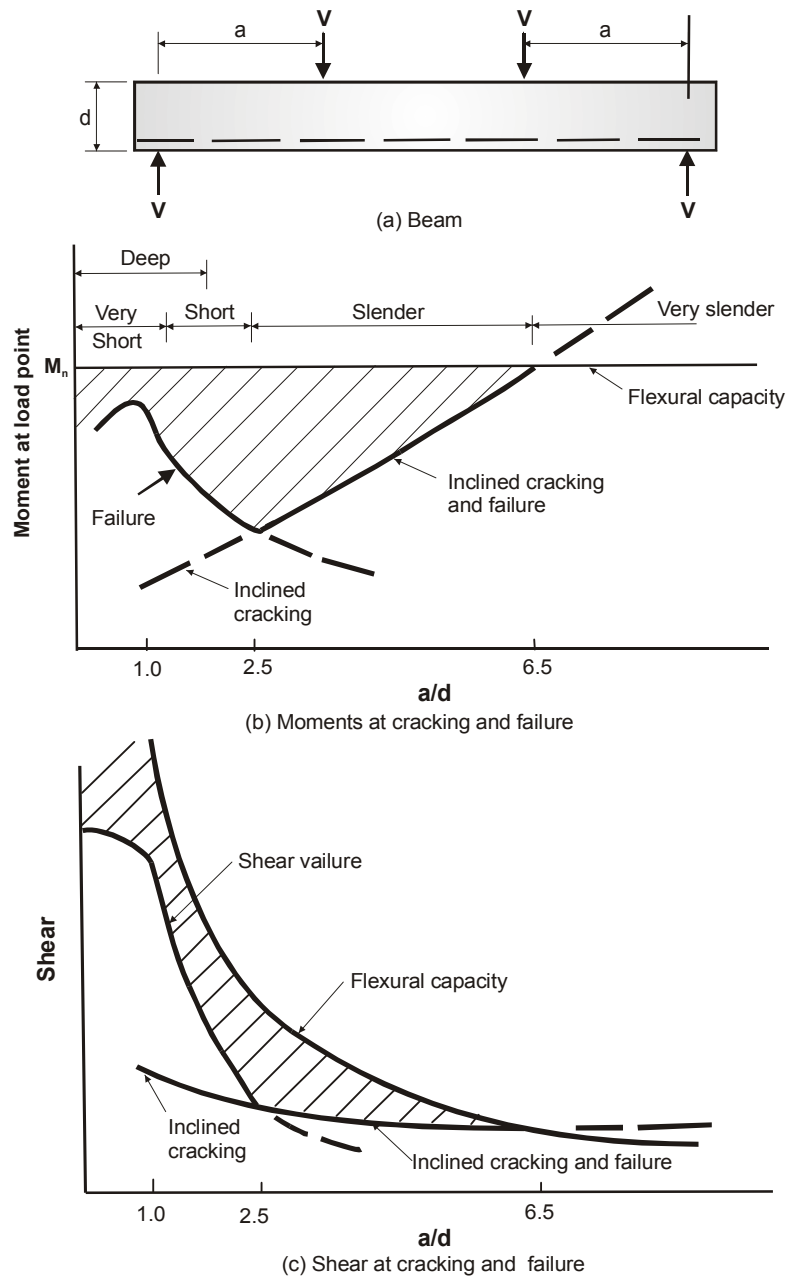 V V
a a
d
V V
(a) Beam
Deep
Very Short Slender Very slender
Short
Mn
Flexural capacity
Moment at load point
Inclined cracking
and failure
Failure
Inclined
cracking
1.0 2.5 6.5
a/d
(b) Moments at cracking and failure
Shear vailure
Shear
Flexural capacity
Inclined
cracking
Inclined cracking and failure
1.0 2.5 6.5
a/d
(c) Shear at cracking and failure